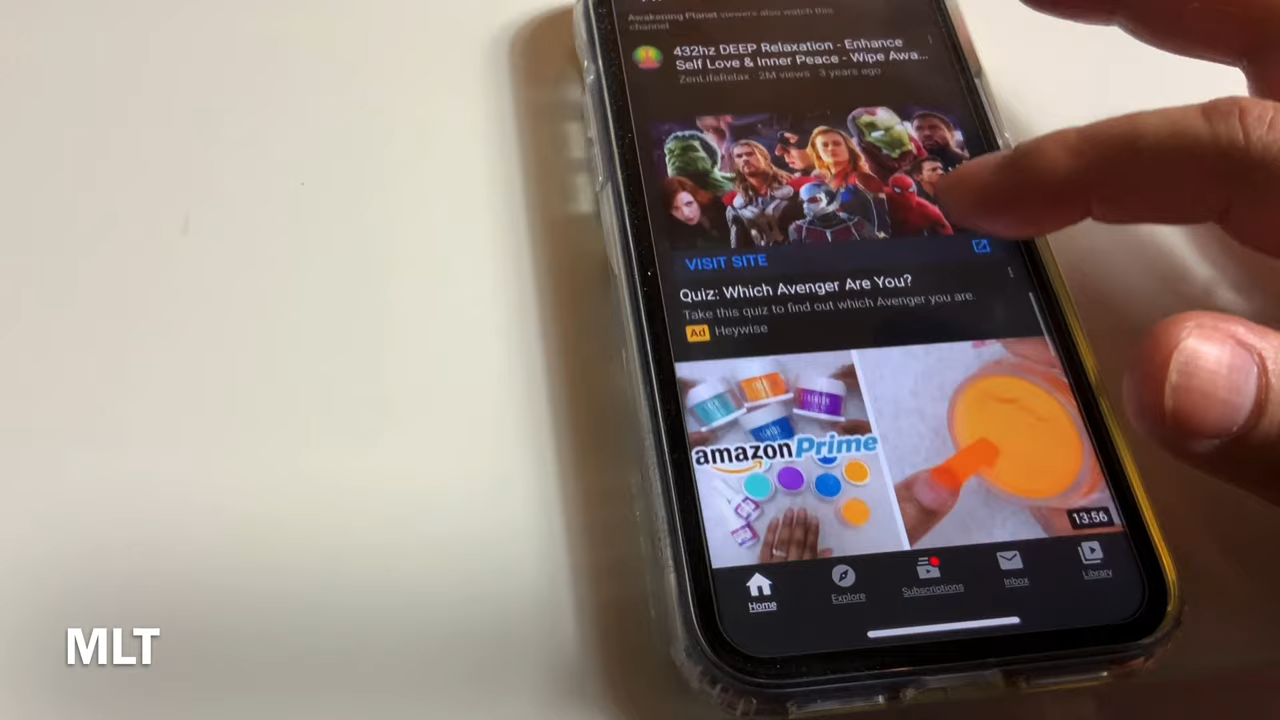 Awakening Planet viewers also watch this
channel
432hz DEEP Relaxation - Enhance
Self Love & Inner Peace - Wipe Awa...
ZenLifeRelax · 2M views · 3 years ago
VISIT SITE
Quiz: Which Avenger Are You?
Take this quiz to find out which Avenger you are.
Ad Heywise
amazonPrime
13:56
Home
Explore
Subscriptions
Inbox
Library
MLT